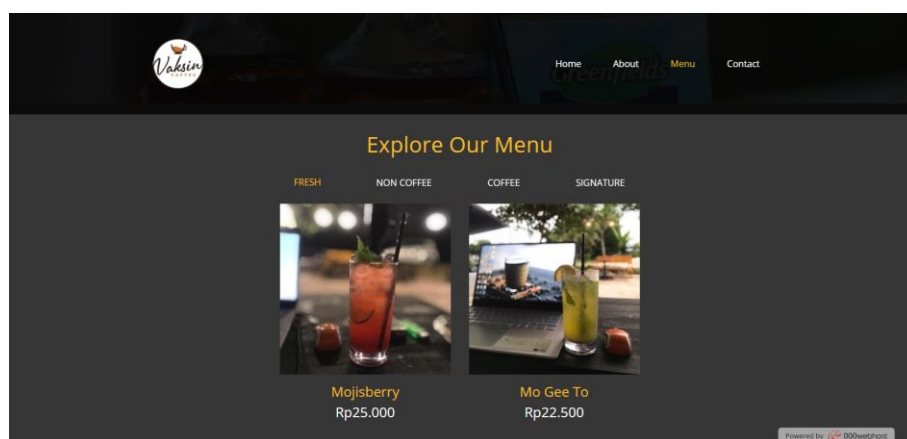 Vaksin
COFFEE
Greenfields
Home About Menu Contact
Explore Our Menu
FRESH NON COFFEE COFFEE SIGNATURE
Mojisberry Mo Gee To
Rp25.000 Rp22.500
Powered by 000webhost